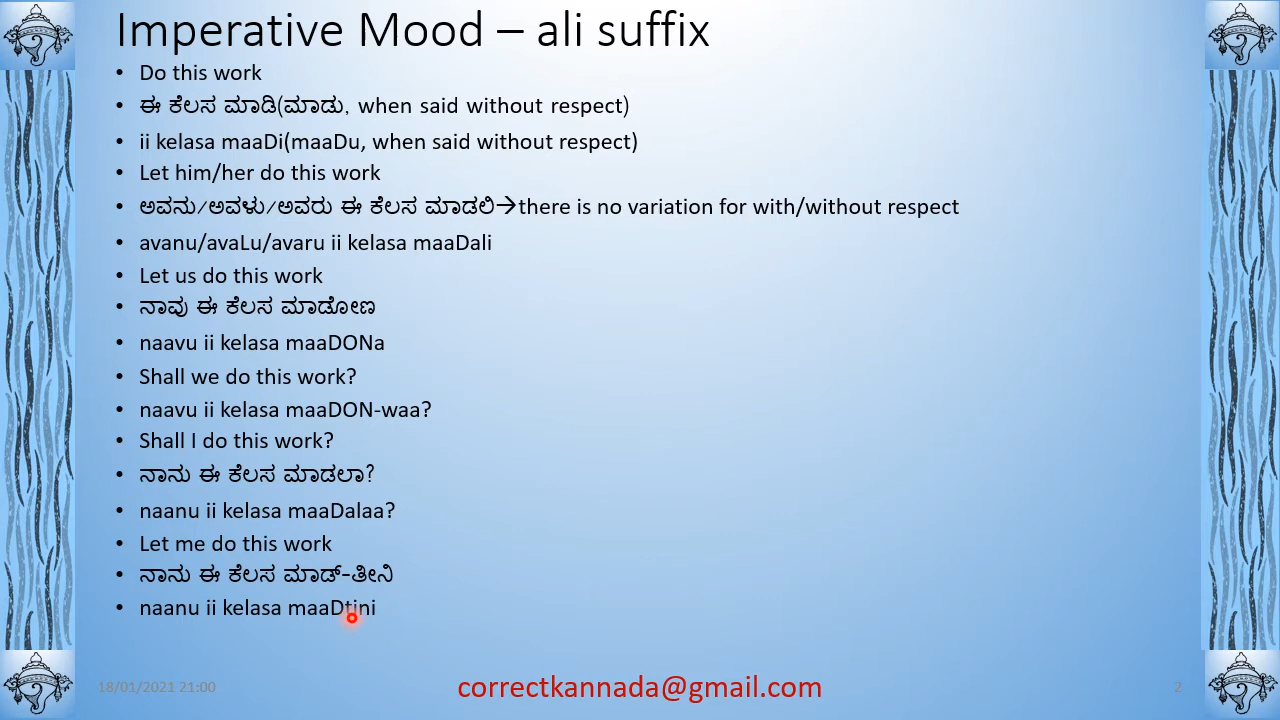 Imperative Mood – ali suffix
• Do this work
• ಈ ಕೆಲಸ ಮಾಡಿ(ಮಾಡು, when said without respect)
• ii kelasa maaDi(maaDu, when said without respect)
• Let him/her do this work
• ಅವನು/ಅವಳು/ಅವರು ಈ ಕೆಲಸ ಮಾಡಲಿ→there is no variation for with/without respect
• avanu/avaLu/avaru ii kelasa maaDali
• Let us do this work
• ನಾವು ಈ ಕೆಲಸ ಮಾಡೋಣ
• naavu ii kelasa maaDONa
• Shall we do this work?
• naavu ii kelasa maaDON-waa?
• Shall I do this work?
• ನಾನು ಈ ಕೆಲಸ ಮಾಡಲಾ?
• naanu ii kelasa maaDalaa?
• Let me do this work
• ನಾನು ಈ ಕೆಲಸ ಮಾಡ್-ತೀನಿ
• naanu ii kelasa maaDtini
18/01/2021 21:00
correctkannada@gmail.com
2